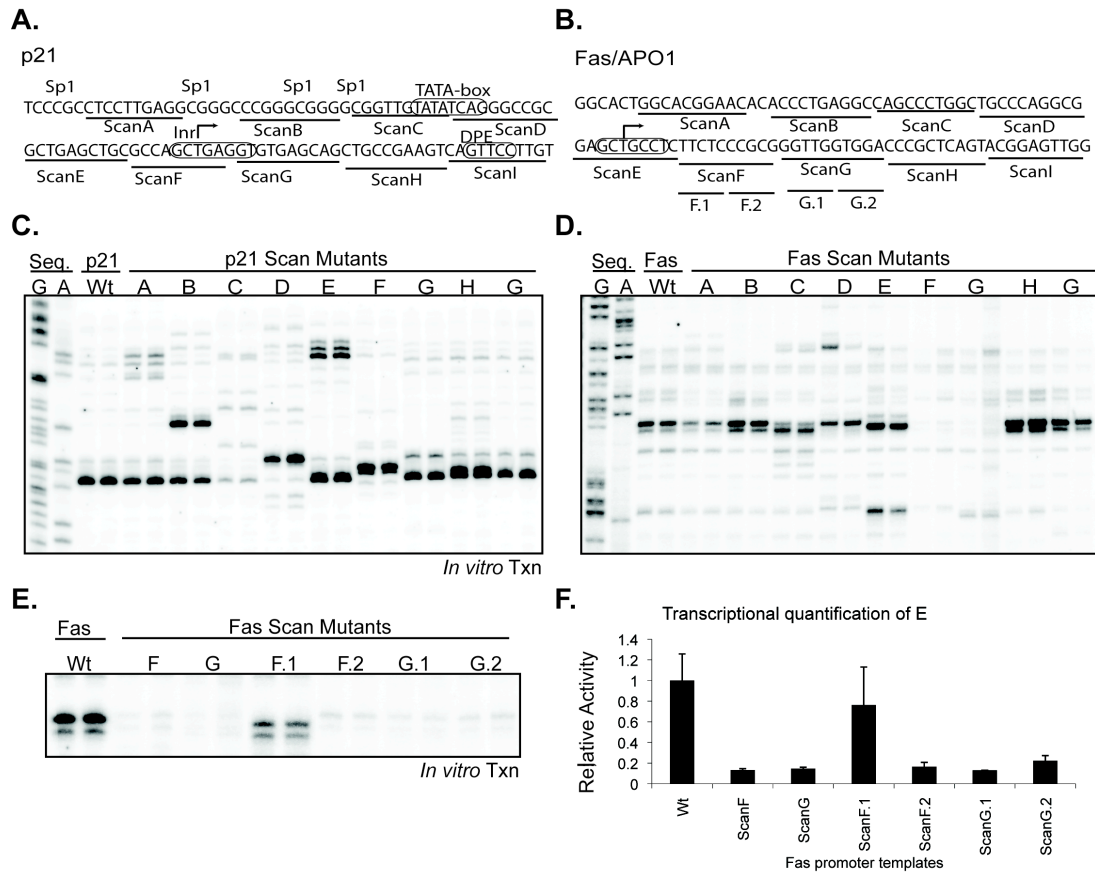 A.
p21
Sp1 Sp1 Sp1 Sp1 TATA-box
TCCCGCCTCCTTGAGGCGGGCCCGGGCGGGGCGGTTGTATATCAGGGCCGC
ScanA ScanB ScanC ScanD
Inr DPE
GCTGAGCTGCGCCAGCTGAGGTGTGAGCAGCTGCCGAAGTCAGTTCCTTGT
ScanE ScanF ScanG ScanH ScanI
B.
Fas/APO1
GGCACTGGCACGGAACACACCCTGAGGCCAGCCCTGGCTGCCCAGGCG
ScanA ScanB ScanC ScanD
GAGCTGCCTCTTCTCCCGCGGGTTGGTGGACCCGCTCAGTACGGAGTTGG
ScanE ScanF ScanG ScanH ScanI
F.1 F.2 G.1 G.2
C.
Seq. p21 p21 Scan Mutants
G A Wt A B C D E F G H G
In vitro Txn
D.
Seq. Fas Fas Scan Mutants
G A Wt A B C D E F G H G
In vitro Txn
E.
Fas Fas Scan Mutants
Wt F G F.1 F.2 G.1 G.2
In vitro Txn
F.
Transcriptional quantification of E
Relative Activity
1.4
1.2
1
0.8
0.6
0.4
0.2
0
Wt ScanF ScanG ScanF.1 ScanF.2 ScanG.1 ScanG.2
Fas promoter templates